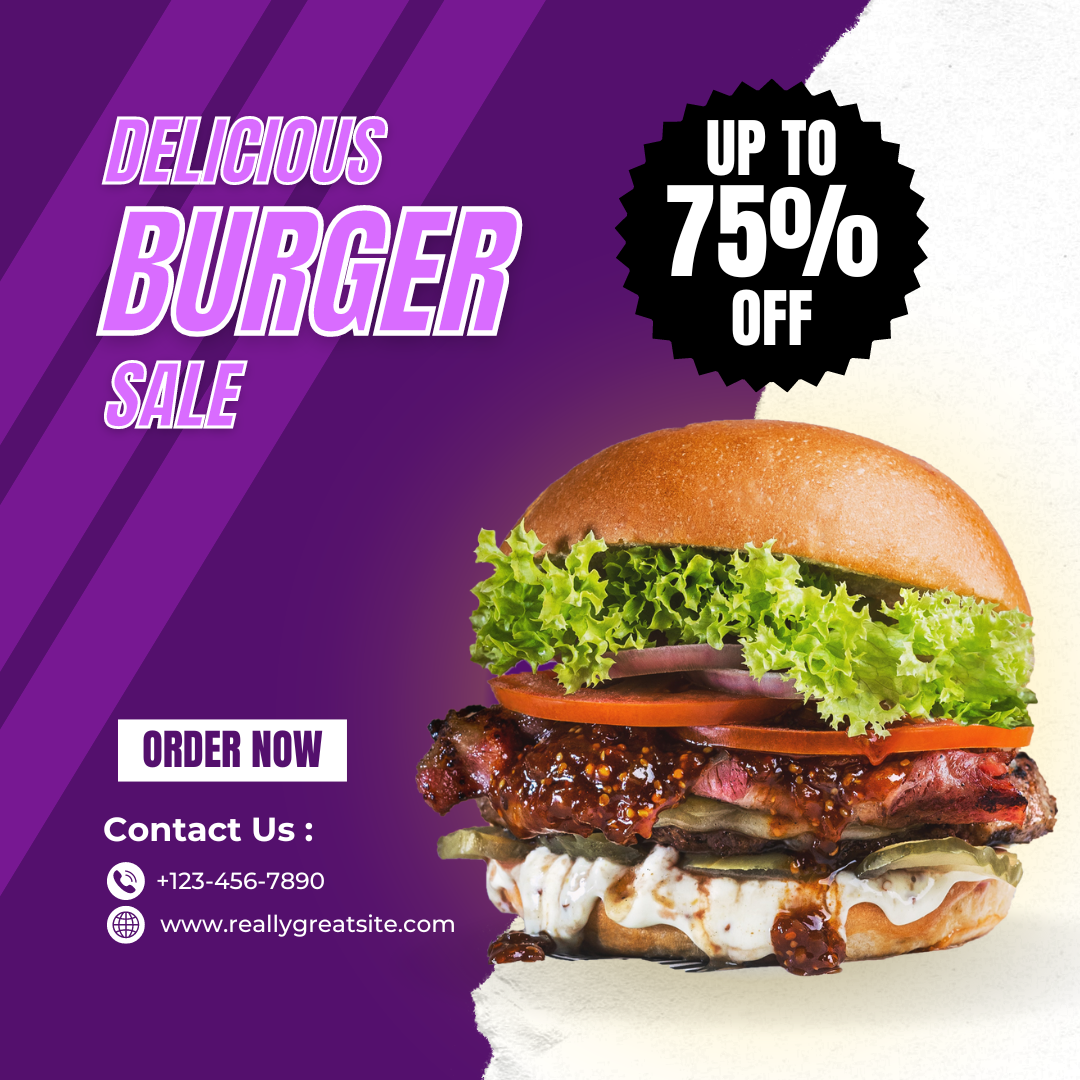 DELICIOUS
BURGER
SALE
UP TO
75%
OFF
ORDER NOW
Contact Us :
+123-456-7890
www.reallygreatsite.com